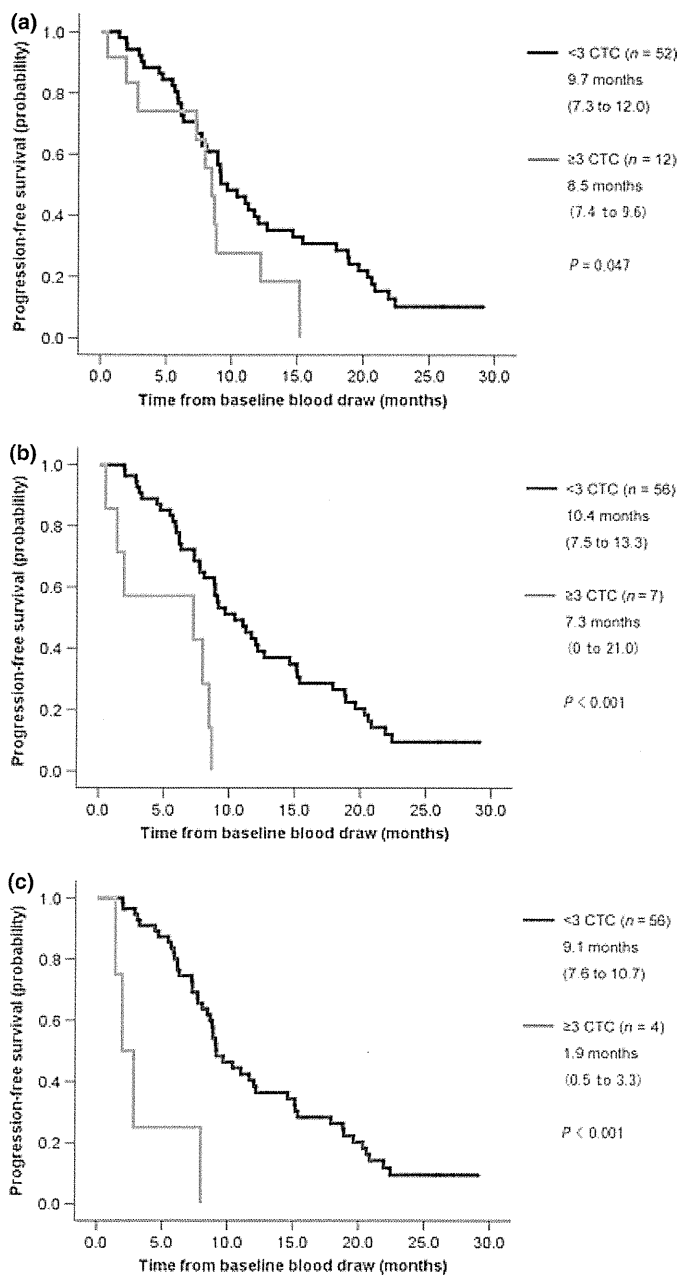 (a)
Progression-free survival (probability)
1.0
0.8
0.6
0.4
0.2
0.0
0.0 5.0 10.0 15.0 20.0 25.0 30.0
Time from baseline blood draw (months)
<3 CTC (n = 52)
9.7 months
(7.3 to 12.0)
≥3 CTC (n = 12)
8.5 months
(7.4 to 9.6)
P = 0.047
(b)
Progression-free survival (probability)
1.0
0.8
0.6
0.4
0.2
0.0
0.0 5.0 10.0 15.0 20.0 25.0 30.0
Time from baseline blood draw (months)
<3 CTC (n = 56)
10.4 months
(7.5 to 13.3)
≥3 CTC (n = 7)
7.3 months
(0 to 21.0)
P < 0.001
(c)
Progression-free survival (probability)
1.0
0.8
0.6
0.4
0.2
0.0
0.0 5.0 10.0 15.0 20.0 25.0 30.0
Time from baseline blood draw (months)
<3 CTC (n = 56)
9.1 months
(7.6 to 10.7)
≥3 CTC (n = 4)
1.9 months
(0.5 to 3.3)
P < 0.001